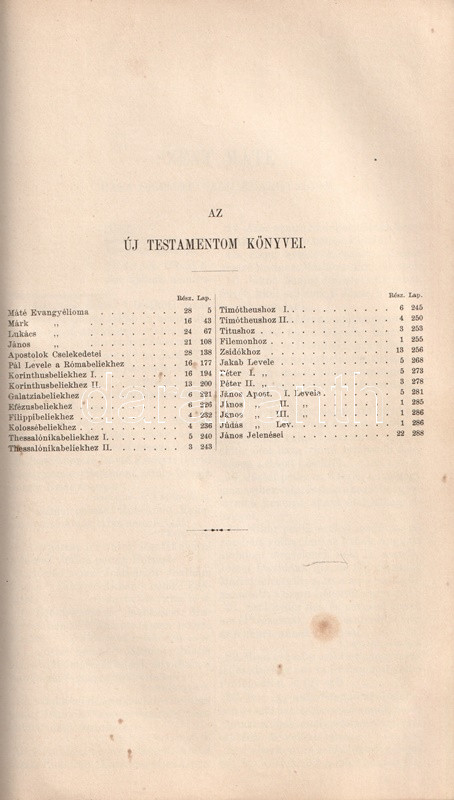 AZ
ÚJ TESTAMENTOM KÖNYVEI.
Rész. Lap.
Máté Evangyélioma . . . . . . . 28 5
Márk „ . . . . . . . 16 43
Lukács „ . . . . . . . 24 67
János „ . . . . . . . 21 108
Apostolok Cselekedetei . . . . . . 28 138
Pál Levele a Rómabeliekhez . . . . 16 177
Korinthusbeliekhez I. . . . . . . 16 194
Korinthusbeliekhez II. . . . . . . 13 200
Galatziabeliekhez . . . . . . . 6 221
Efézusbeliekhez . . . . . . . 6 226
Filippibeliekhez . . . . . . . . 4 232
Kolossébeliekhez . . . . . . . . 4 236
Thessalónikabeliekhez I. . . . . . 5 240
Thessalónikabeliekhez II. . . . . . 3 243
Rész. Lap.
Timótheushoz I. . . . . . . . . 6 245
Timótheushoz II. . . . . . . . . 4 250
Titushoz . . . . . . . . . . . 3 253
Filemonhoz . . . . . . . . . . 1 255
Zsidókhoz . . . . . . . . . . 13 256
Jakab Levele . . . . . . . . . 5 268
Péter I. „ . . . . . . . . . 5 273
Péter II. „ . . . . . . . . . 3 278
János Apost. I. Levele . . . . . . 5 281
János „ II. „ . . . . . . 1 285
János „ III. „ . . . . . . 1 286
Júdás „ Lev. . . . . . . . 1 286
János Jelenései . . . . . . . . 22 288
darabanth